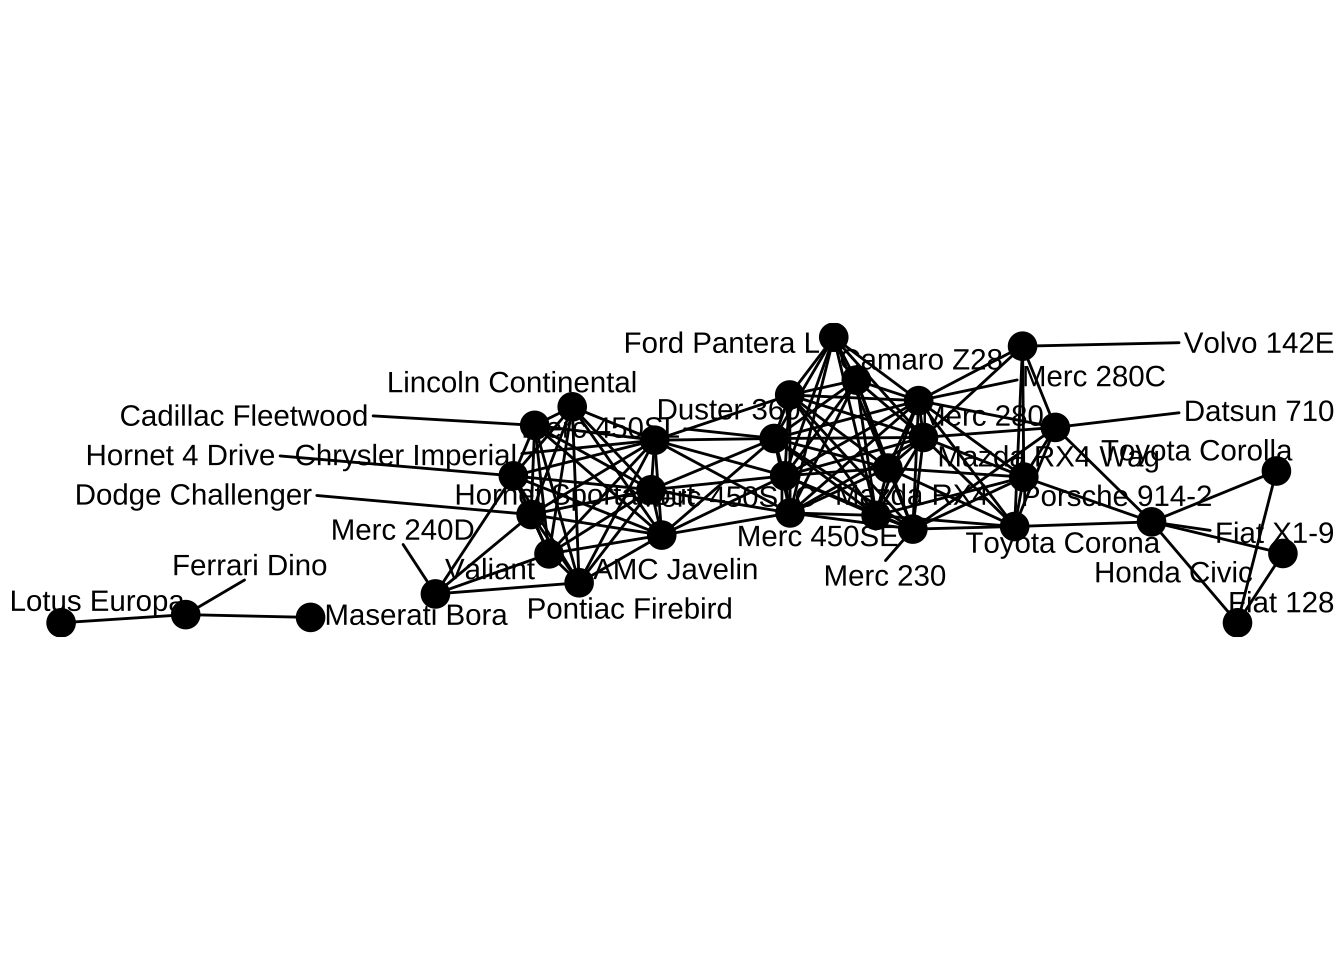 Ford Pantera L
Volvo 142E
Camaro Z28
Merc 280C
Lincoln Continental
Cadillac Fleetwood
Duster 360
Merc 280
Datsun 710
450SL
Hornet 4 Drive
Chrysler Imperial
Mazda RX4 Wag
Toyota Corolla
Dodge Challenger
Hornet Sportabout
450S
Mazda RX4
Porsche 914-2
Merc 240D
Merc 450SE
Toyota Corona
Fiat X1-9
Ferrari Dino
Valiant
AMC Javelin
Merc 230
Honda Civic
Lotus Europa
Maserati Bora
Pontiac Firebird
Fiat 128